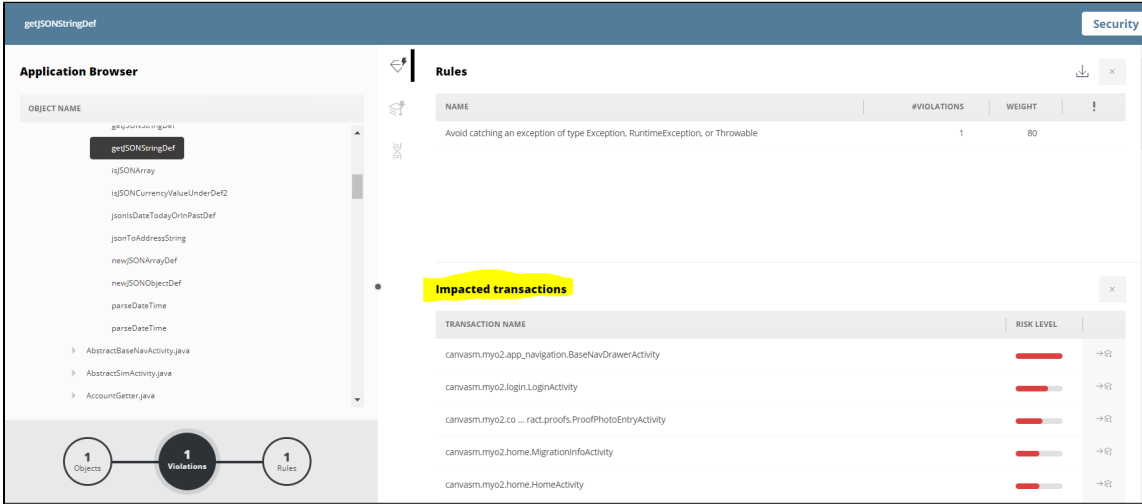 getJSONStringDef
Security
Application Browser
OBJECT NAME
getJSONStringDef
getJSONStringDef
isJSONArray
isJSONCurrencyValueUnderDef2
jsonIsDateTodayOrInPastDef
jsonToAddressString
newJSONArrayDef
newJSONObjectDef
parseDateTime
parseDateTime
AbstractBaseNavActivity.java
AbstractSimActivity.java
AccountGetter.java
1
Objects
1
Violations
1
Rules
Rules
NAME #VIOLATIONS WEIGHT !
Avoid catching an exception of type Exception, RuntimeException, or Throwable 1 80
Impacted transactions
TRANSACTION NAME RISK LEVEL
canvasm.myo2.app_navigation.BaseNavDrawerActivity
canvasm.myo2.login.LoginActivity
canvasm.myo2.co ... ract.proofs.ProofPhotoEntryActivity
canvasm.myo2.home.MigrationInfoActivity
canvasm.myo2.home.HomeActivity